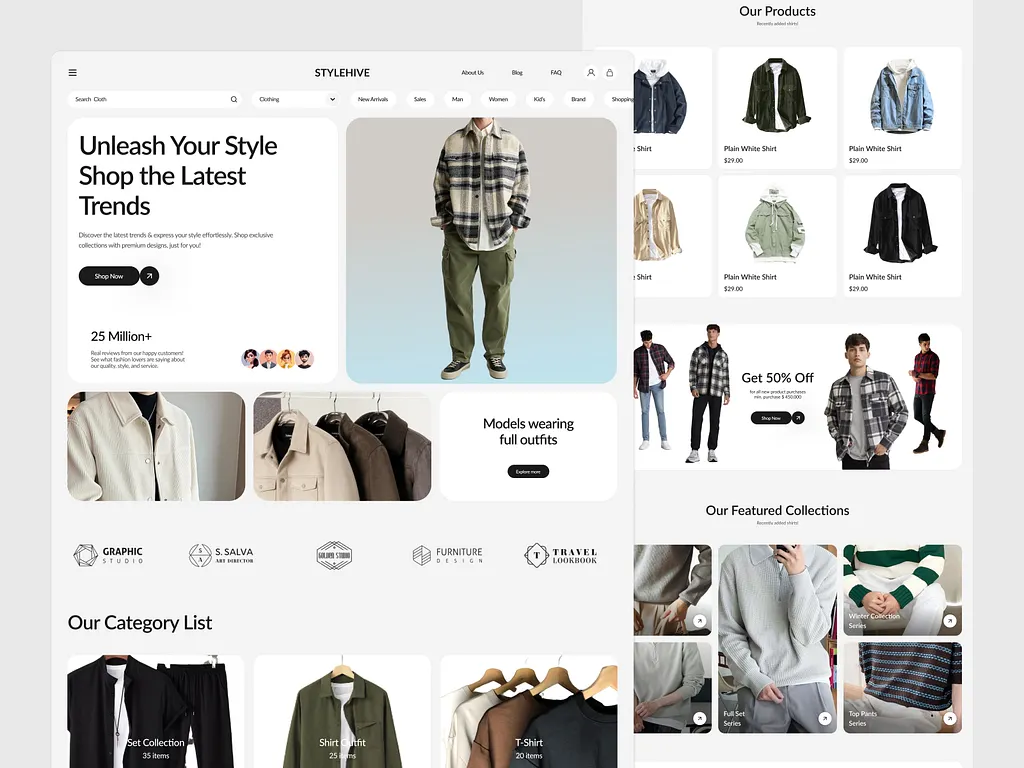 STYLEHIVE
About Us
Blog
FAQ
Search Cloth
Clothing
New Arrivals
Sales
Man
Women
Kid's
Brand
Shopping
Unleash Your Style
Shop the Latest
Trends
Discover the latest trends & express your style effortlessly. Shop exclusive
collections with premium designs, just for you!
Shop Now
25 Million+
Real reviews from our happy customers!
See what fashion lovers are saying about
our quality, style, and service.
Models wearing
full outfits
Explore more
GRAPHIC
STUDIO
S
A
S. SALVA
ART DIRECTOR
GOLDEN STUDIO
FURNITURE
DESIGN
T
TRAVEL
LOOKBOOK
Our Category List
Set Collection
35 items
Shirt Outfit
25 items
T-Shirt
20 items
Our Products
Recently added shirts!
e Shirt
Plain White Shirt
$29.00
Plain White Shirt
$29.00
e Shirt
Plain White Shirt
$29.00
Plain White Shirt
$29.00
Get 50% Off
for all new product purchases
min. purchase $ 450.000
Shop Now
Our Featured Collections
Recently added shirts!
Winter Collection
Series
Full Set
Series
Top Pants
Series